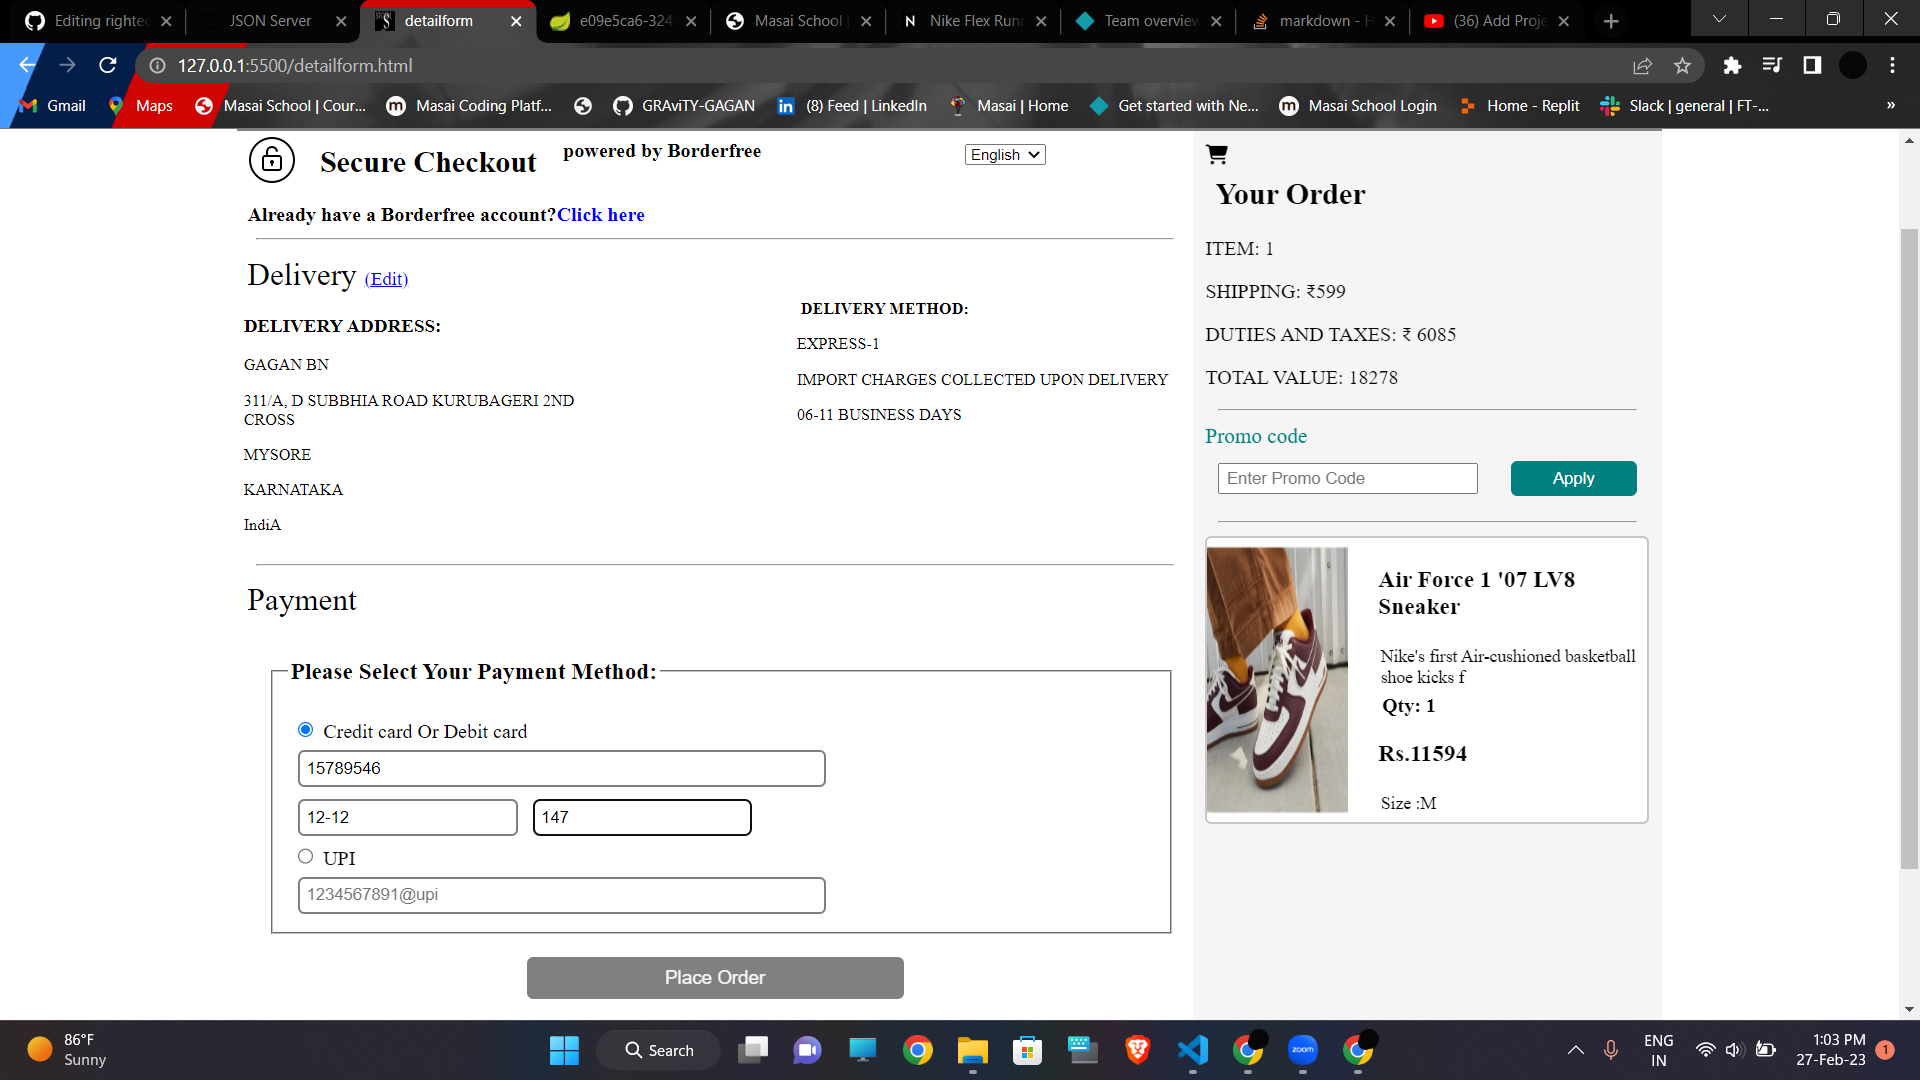 Editing righted
JSON Server
detailform
e09e5ca6-324
Masai School |
Nike Flex Runn
Team overview
markdown - H
(36) Add Proje
127.0.0.1:5500/detailform.html
Gmail
Maps
Masai School | Cour...
Masai Coding Platf...
GRAviTY-GAGAN
(8) Feed | LinkedIn
Masai | Home
Get started with Ne...
Masai School Login
Home - Replit
Slack | general | FT-...
»
Secure Checkout
powered by Borderfree
English
Already have a Borderfree account?Click here
Delivery (Edit)
DELIVERY ADDRESS:
GAGAN BN
311/A, D SUBBHIA ROAD KURUBAGERI 2ND
CROSS
MYSORE
KARNATAKA
IndiA
DELIVERY METHOD:
EXPRESS-1
IMPORT CHARGES COLLECTED UPON DELIVERY
06-11 BUSINESS DAYS
Payment
Please Select Your Payment Method:
Credit card Or Debit card
15789546
12-12
147
UPI
1234567891@upi
Place Order
Your Order
ITEM: 1
SHIPPING: ₹599
DUTIES AND TAXES: ₹ 6085
TOTAL VALUE: 18278
Promo code
Enter Promo Code
Apply
Air Force 1 '07 LV8
Sneaker
Nike's first Air-cushioned basketball
shoe kicks f
Qty: 1
Rs.11594
Size :M
86°F
Sunny
Search
zoom
ENG
IN
1:03 PM
27-Feb-23
1